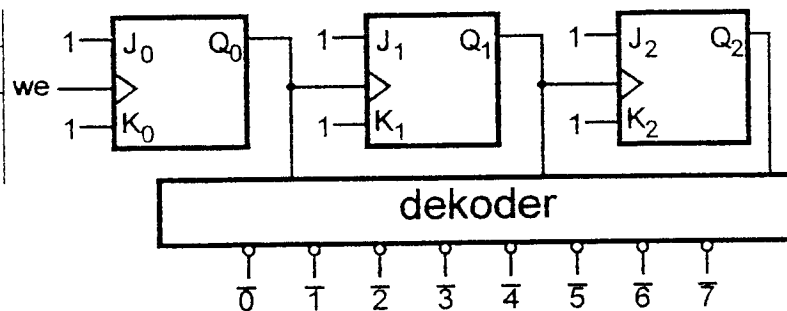 1 J₀ Q₀ 1 J₁ Q₁ 1 J₂ Q₂
we
1 K₀ 1 K₁ 1 K₂
dekoder
0̅ 1̅ 2̅ 3̅ 4̅ 5̅ 6̅ 7̅